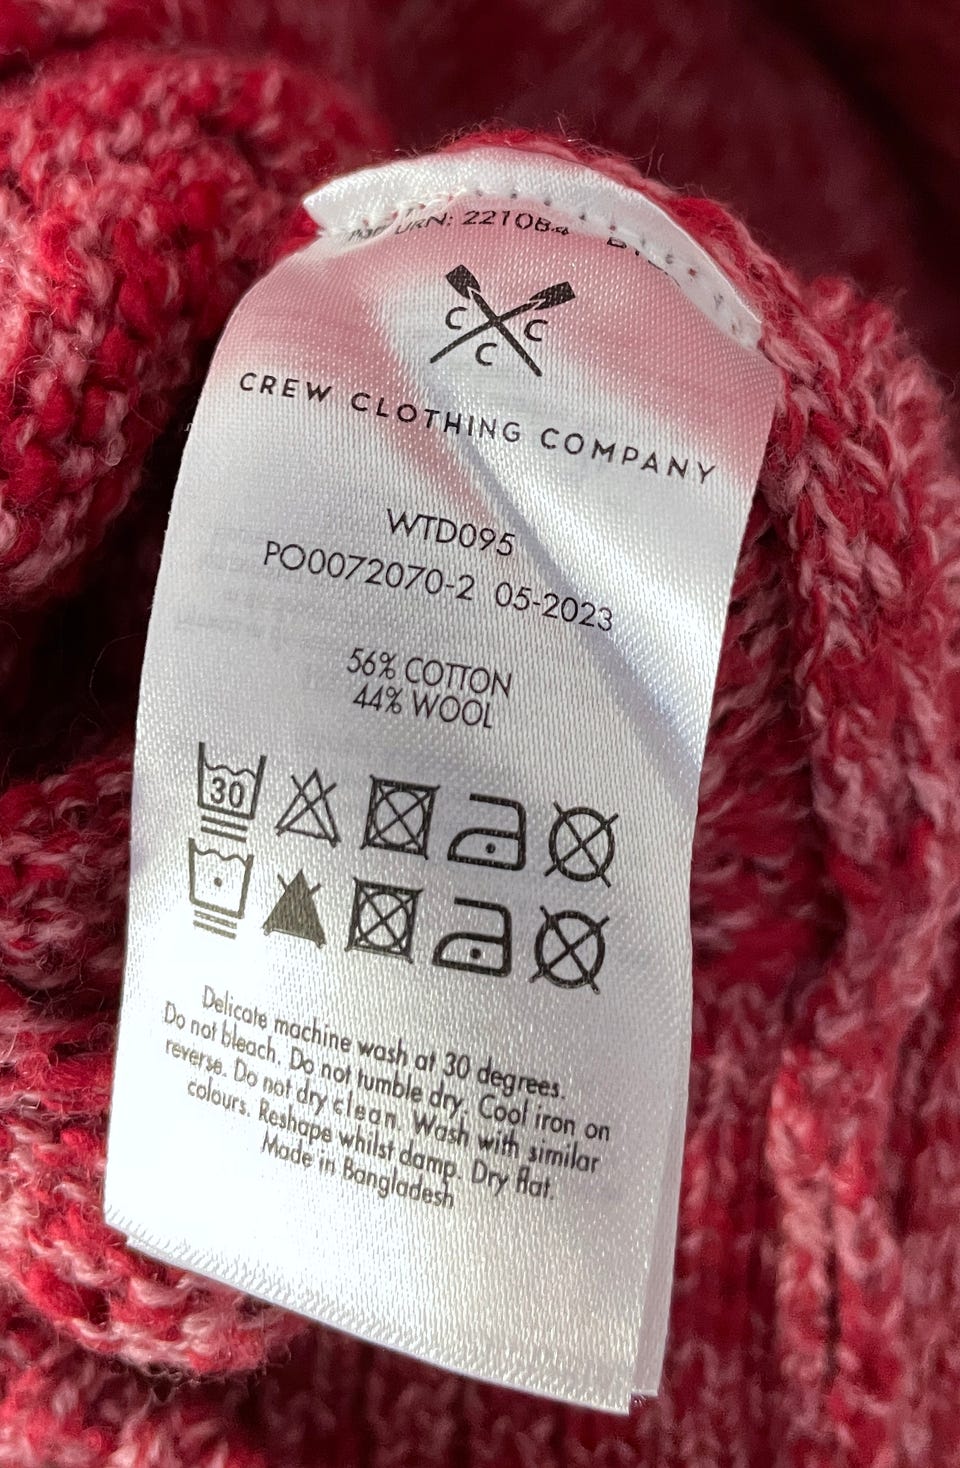 URN: 221084
C C
C
CREW CLOTHING COMPANY
WTD095
PO0072070-2 05-2023
56% COTTON
44% WOOL
30
Delicate machine wash at 30 degrees.
Do not bleach. Do not tumble dry. Cool iron on
reverse. Do not dry clean. Wash with similar
colours. Reshape whilst damp. Dry flat.
Made in Bangladesh